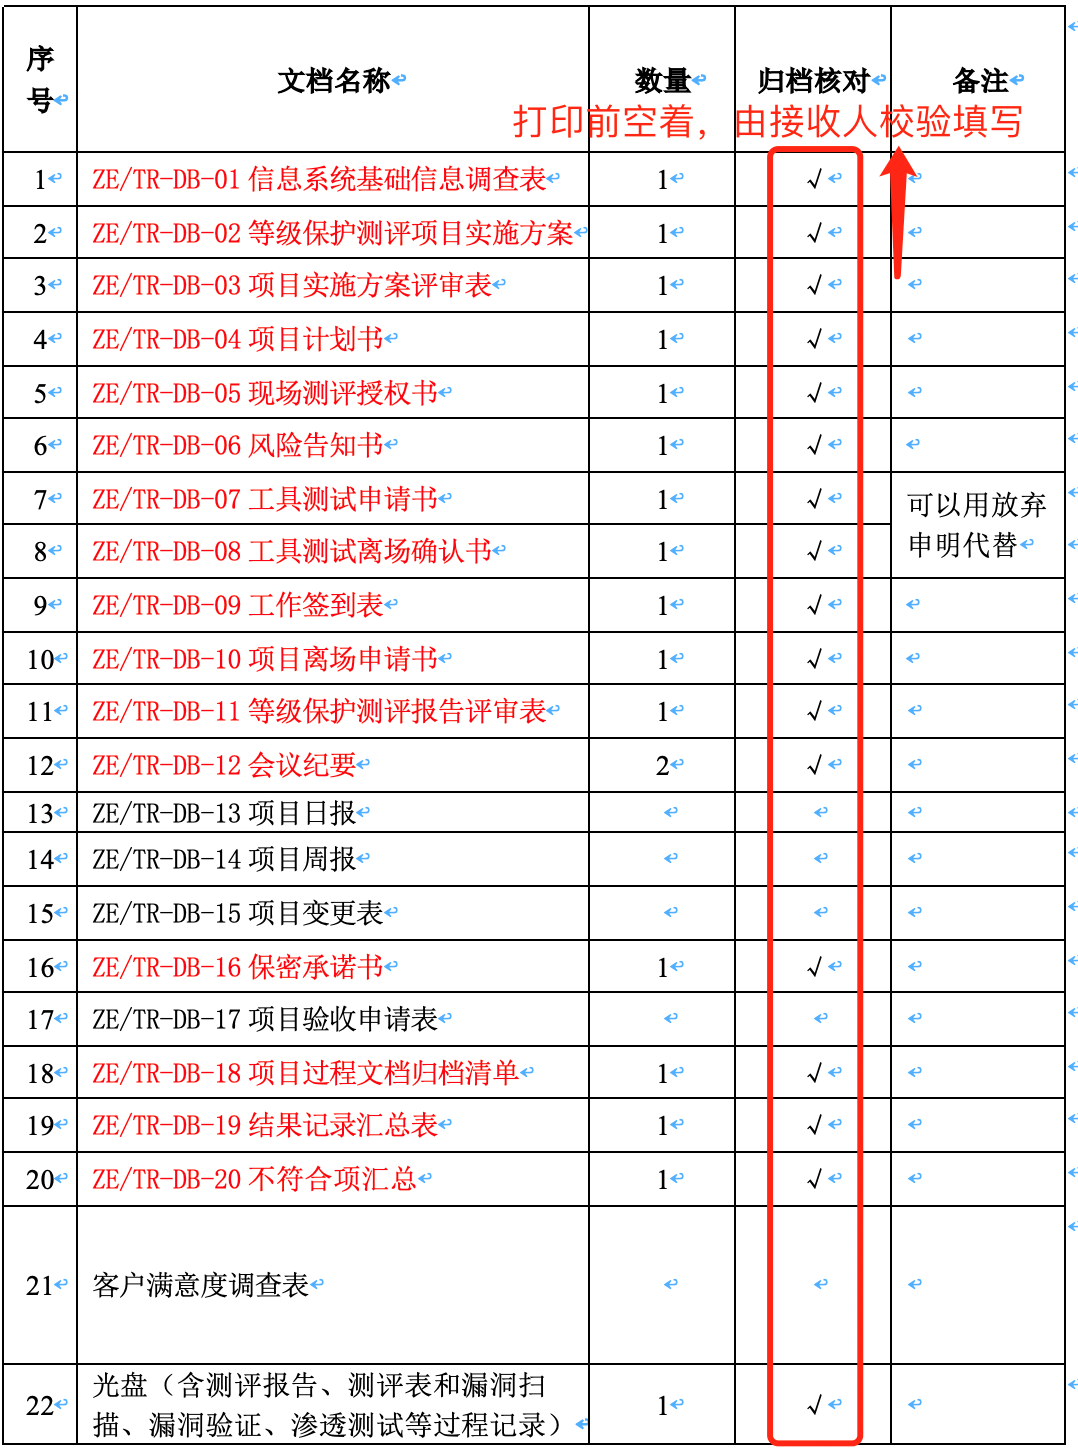 序号 文档名称 数量 归档核对 备注
打印前空着，由接收人校验填写
1 ZE/TR-DB-01 信息系统基础信息调查表 1 √
2 ZE/TR-DB-02 等级保护测评项目实施方案 1 √
3 ZE/TR-DB-03 项目实施方案评审表 1 √
4 ZE/TR-DB-04 项目计划书 1 √
5 ZE/TR-DB-05 现场测评授权书 1 √
6 ZE/TR-DB-06 风险告知书 1 √
7 ZE/TR-DB-07 工具测试申请书 1 √ 可以用放弃
8 ZE/TR-DB-08 工具测试离场确认书 1 √ 申明代替
9 ZE/TR-DB-09 工作签到表 1 √
10 ZE/TR-DB-10 项目离场申请书 1 √
11 ZE/TR-DB-11 等级保护测评报告评审表 1 √
12 ZE/TR-DB-12 会议纪要 2 √
13 ZE/TR-DB-13 项目日报
14 ZE/TR-DB-14 项目周报
15 ZE/TR-DB-15 项目变更表
16 ZE/TR-DB-16 保密承诺书 1 √
17 ZE/TR-DB-17 项目验收申请表
18 ZE/TR-DB-18 项目过程文档归档清单 1 √
19 ZE/TR-DB-19 结果记录汇总表 1 √
20 ZE/TR-DB-20 不符合项汇总 1 √
21 客户满意度调查表
22 光盘（含测评报告、测评表和漏洞扫
描、漏洞验证、渗透测试等过程记录） 1 √